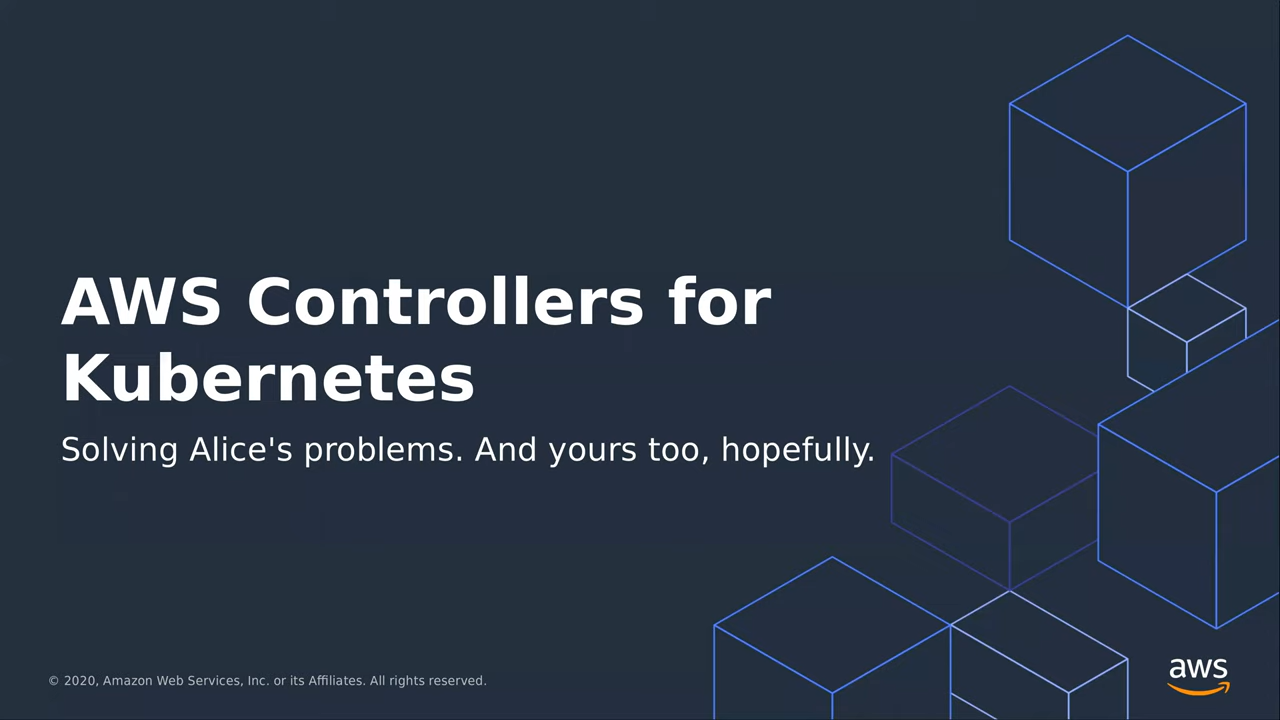 AWS Controllers for
Kubernetes
Solving Alice's problems. And yours too, hopefully.
© 2020, Amazon Web Services, Inc. or its Affiliates. All rights reserved.
aws